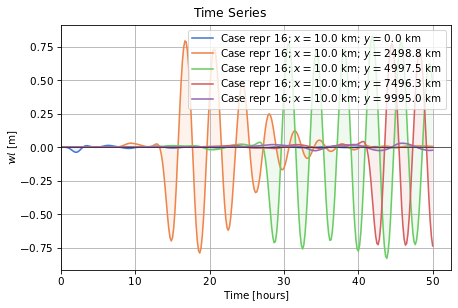 Time Series
Case repr 16; x = 10.0 km; y = 0.0 km
Case repr 16; x = 10.0 km; y = 2498.8 km
Case repr 16; x = 10.0 km; y = 4997.5 km
Case repr 16; x = 10.0 km; y = 7496.3 km
Case repr 16; x = 10.0 km; y = 9995.0 km
0.75
0.50
0.25
0.00
−0.25
−0.50
−0.75
wl [m]
0 10 20 30 40 50
Time [hours]